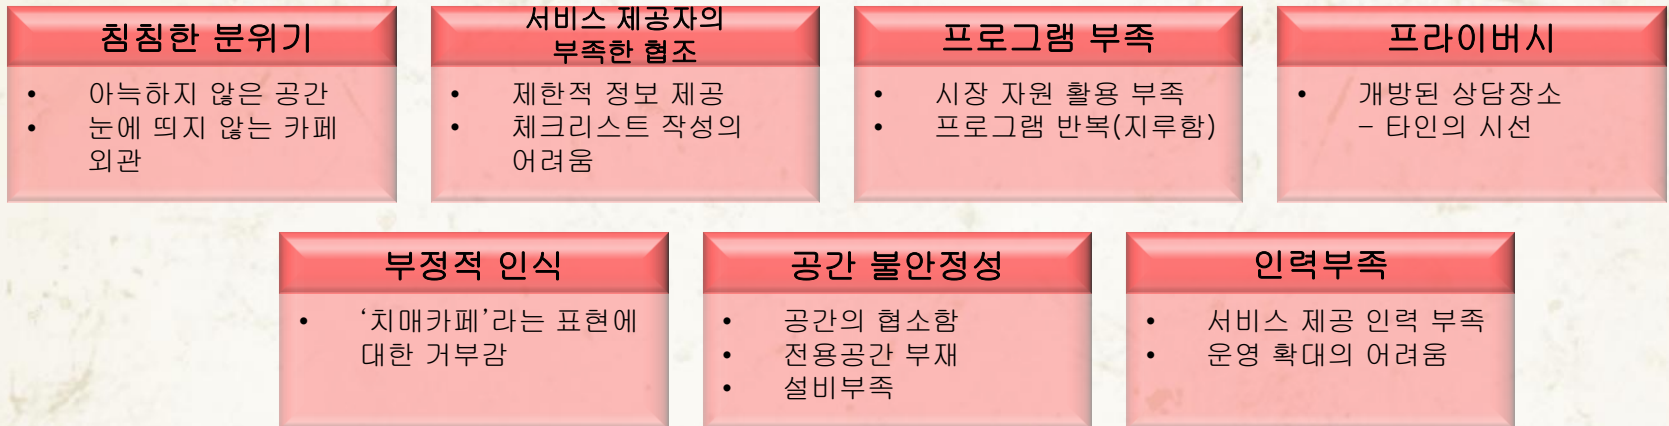 침침한 분위기
• 아늑하지 않은 공간
• 눈에 띄지 않는 카페
외관
서비스 제공자의
부족한 협조
• 제한적 정보 제공
• 체크리스트 작성의
어려움
프로그램 부족
• 시장 자원 활용 부족
• 프로그램 반복(지루함)
프라이버시
• 개방된 상담장소
– 타인의 시선
부정적 인식
• ‘치매카페’라는 표현에
대한 거부감
공간 불안정성
• 공간의 협소함
• 전용공간 부재
• 설비부족
인력부족
• 서비스 제공 인력 부족
• 운영 확대의 어려움